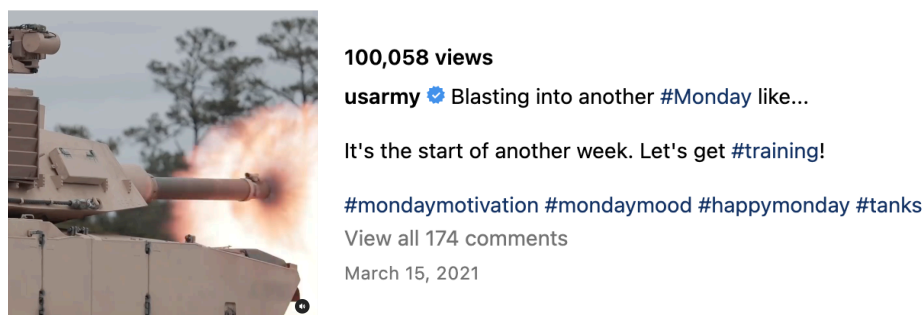 100,058 views
usarmy Blasting into another #Monday like...
It's the start of another week. Let's get #training!
#mondaymotivation #mondaymood #happymonday #tanks
View all 174 comments
March 15, 2021